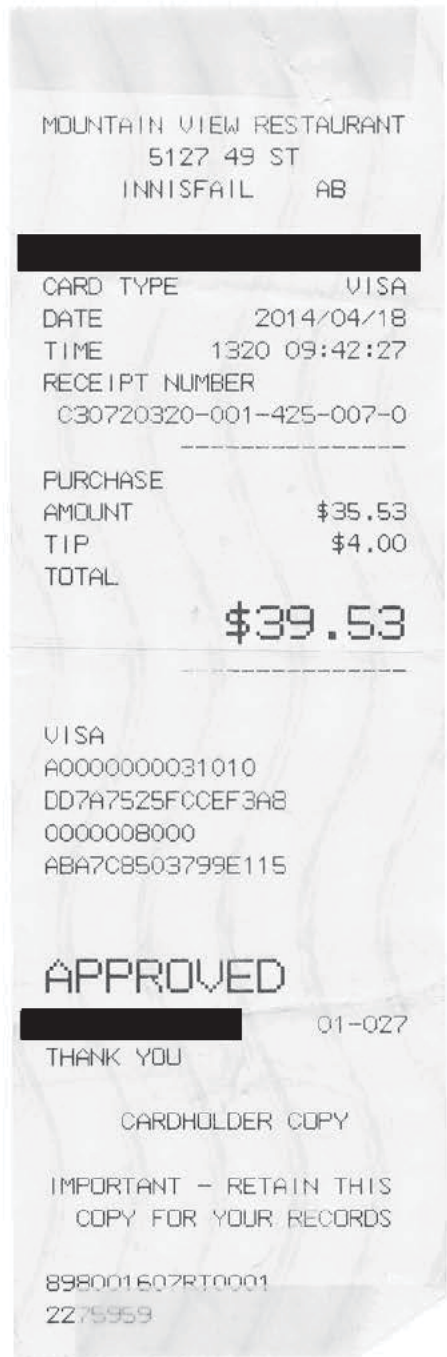 MOUNTAIN VIEW RESTAURANT
5127 49 ST
INNISFAIL AB
CARD TYPE VISA
DATE 2014/04/18
TIME 1320 09:42:27
RECEIPT NUMBER
C30720320-001-425-007-0
----------------
PURCHASE
AMOUNT $35.53
TIP $4.00
TOTAL
$39.53
----------------
VISA
A0000000031010
DD7A7525FCCEF3A8
0000008000
ABA7C8503799E115
APPROVED
01-027
THANK YOU
CARDHOLDER COPY
IMPORTANT - RETAIN THIS
COPY FOR YOUR RECORDS
898001607RT0001
2275959